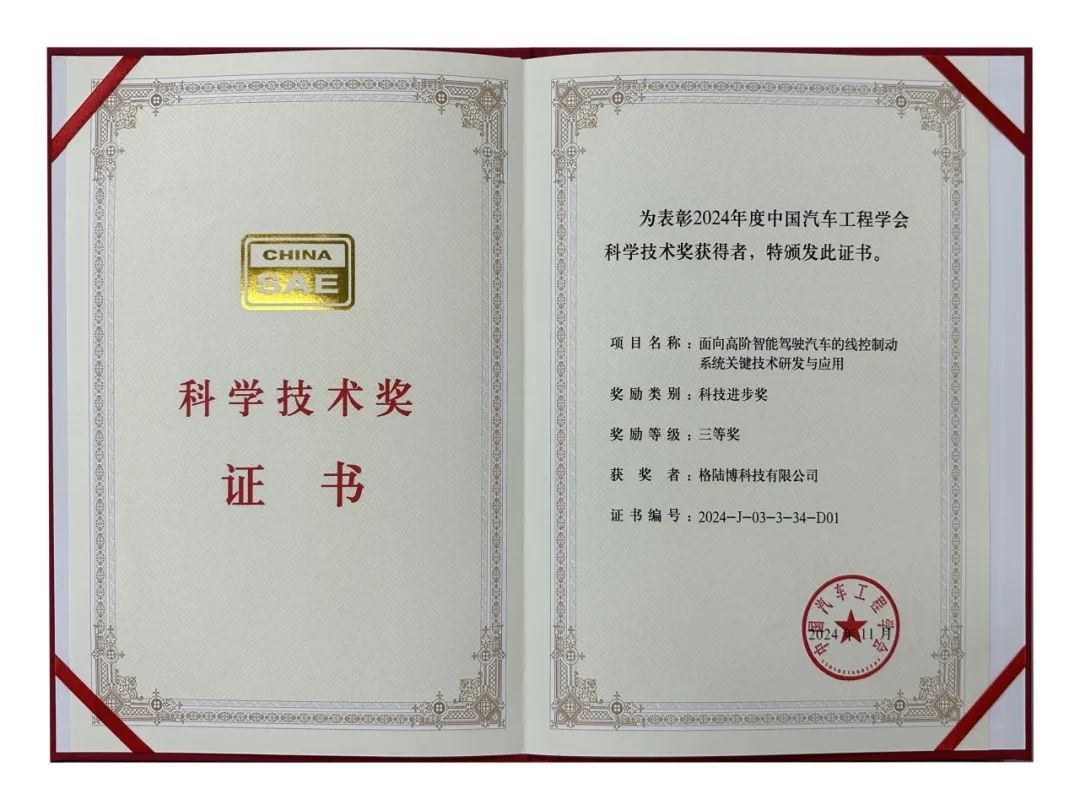 CHINA
SAE
科学技术奖
证 书
为表彰2024年度中国汽车工程学会
科学技术奖获得者，特颁发此证书。
项目名称：面向高阶智能驾驶汽车的线控制动
系统关键技术研发与应用
奖励类别：科技进步奖
奖励等级：三等奖
获奖者：格陆博科技有限公司
证书编号：2024-J-03-3-34-D01
中国汽车工程学会
2024年11月